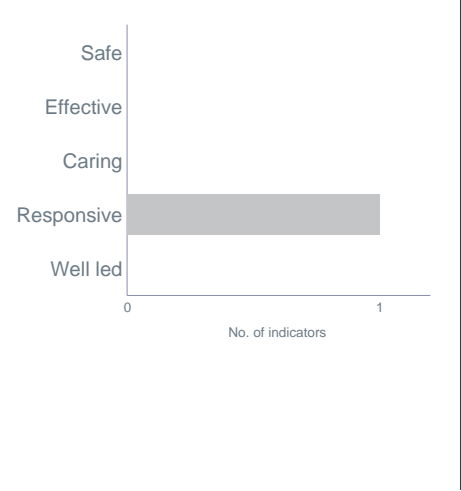 Safe
Effective
Caring
Responsive
Well led
0 1
No. of indicators